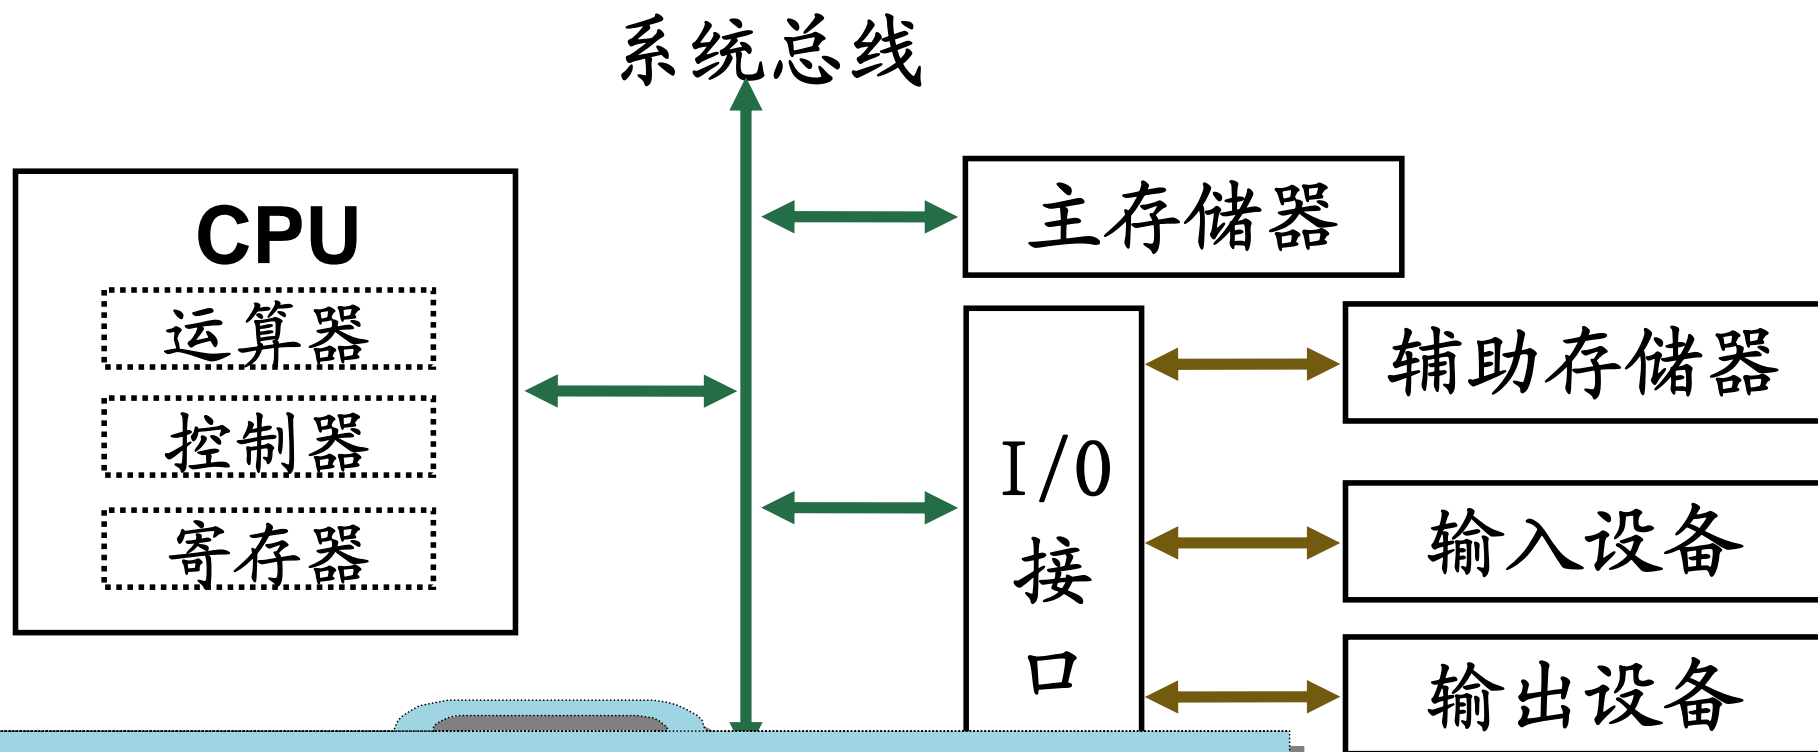 系统总线
CPU
运算器
控制器
寄存器
主存储器
I/O
接
口
辅助存储器
输入设备
输出设备